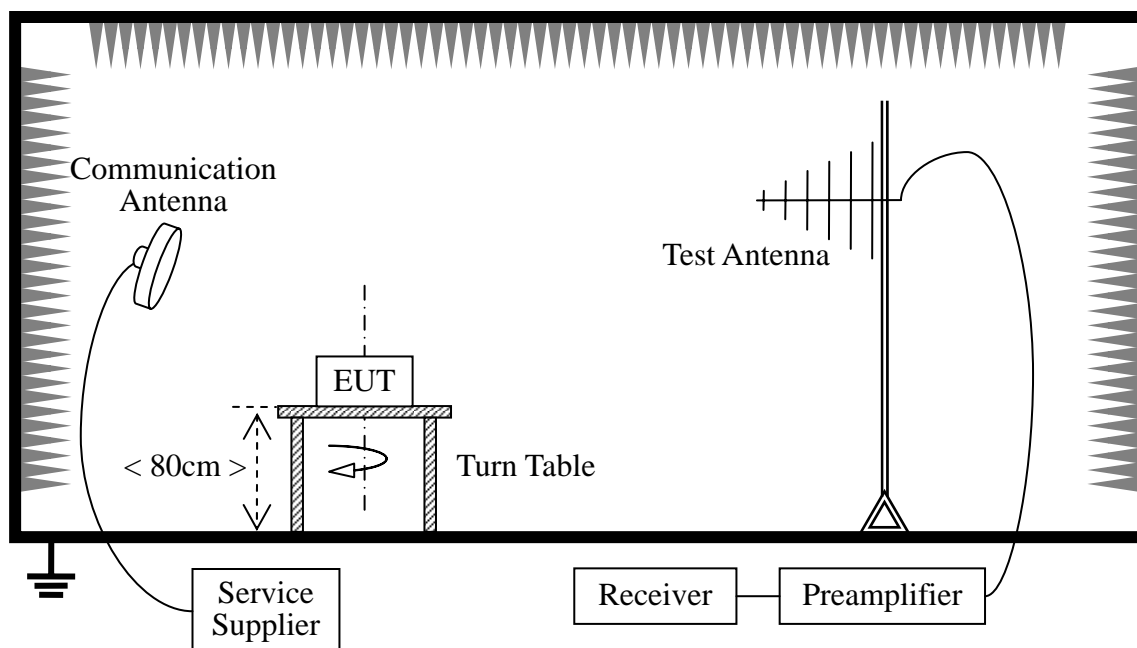 Communication
Antenna
Test Antenna
EUT
< 80cm >
Turn Table
Service
Supplier
Receiver
Preamplifier